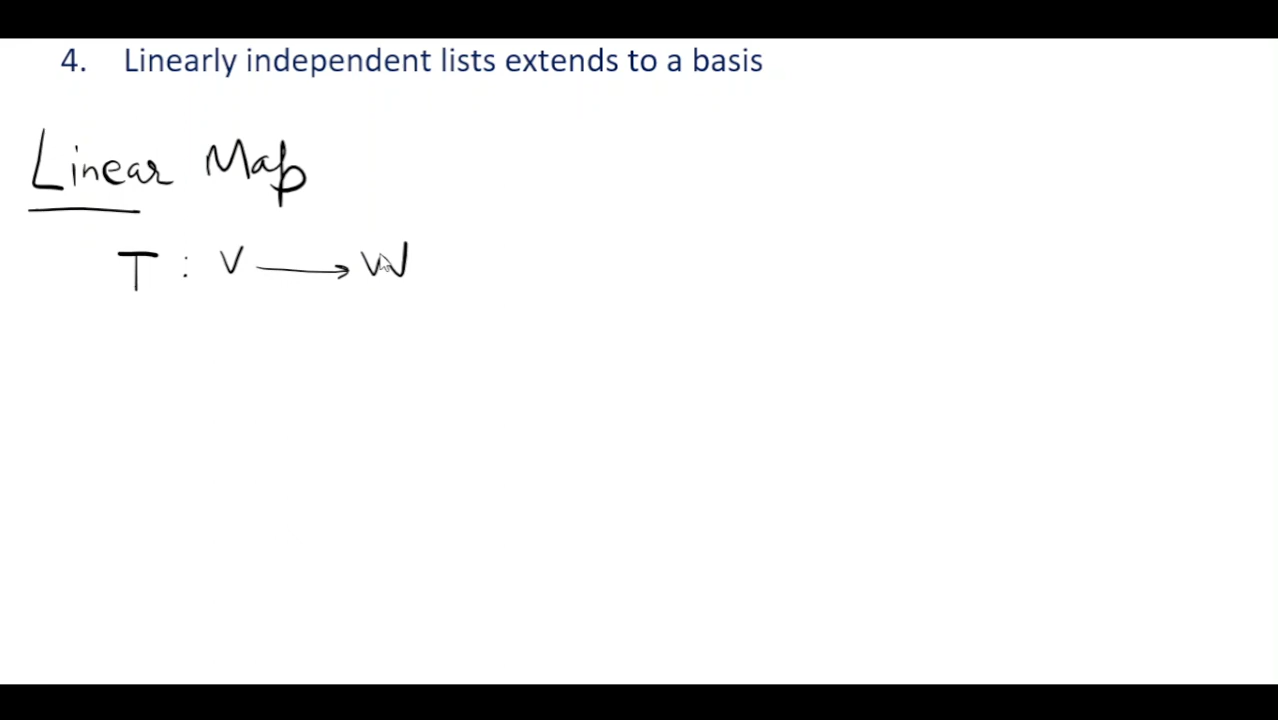 4. Linearly independent lists extends to a basis
Linear Map
T : V ⟶ W